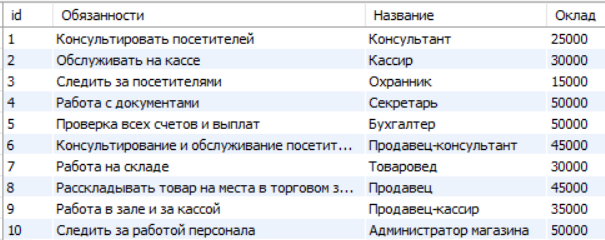 id Обязанности Название Оклад
1 Консультировать посетителей Консультант 25000
2 Обслуживать на кассе Кассир 30000
3 Следить за посетителями Охранник 15000
4 Работа с документами Секретарь 50000
5 Проверка всех счетов и выплат Бухгалтер 50000
6 Консультирование и обслуживание посетит... Продавец-консультант 45000
7 Работа на складе Товаровед 30000
8 Расскладывать товар на места в торговом з... Продавец 45000
9 Работа в зале и за кассой Продавец-кассир 35000
10 Следить за работой персонала Администратор магазина 50000